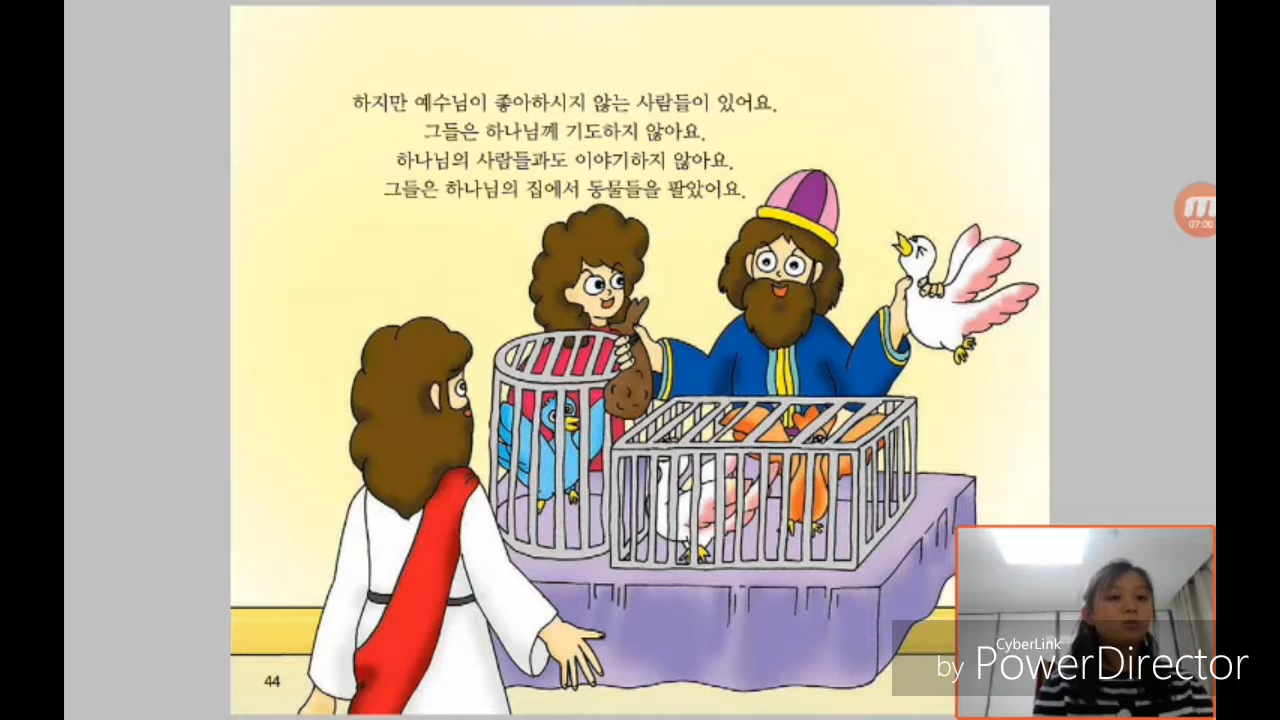 하지만 예수님이 좋아하시지 않는 사람들이 있어요.
그들은 하나님께 기도하지 않아요.
하나님의 사람들과도 이야기하지 않아요.
그들은 하나님의 집에서 동물들을 팔았어요.
07:00
CyberLink
by PowerDirector
44